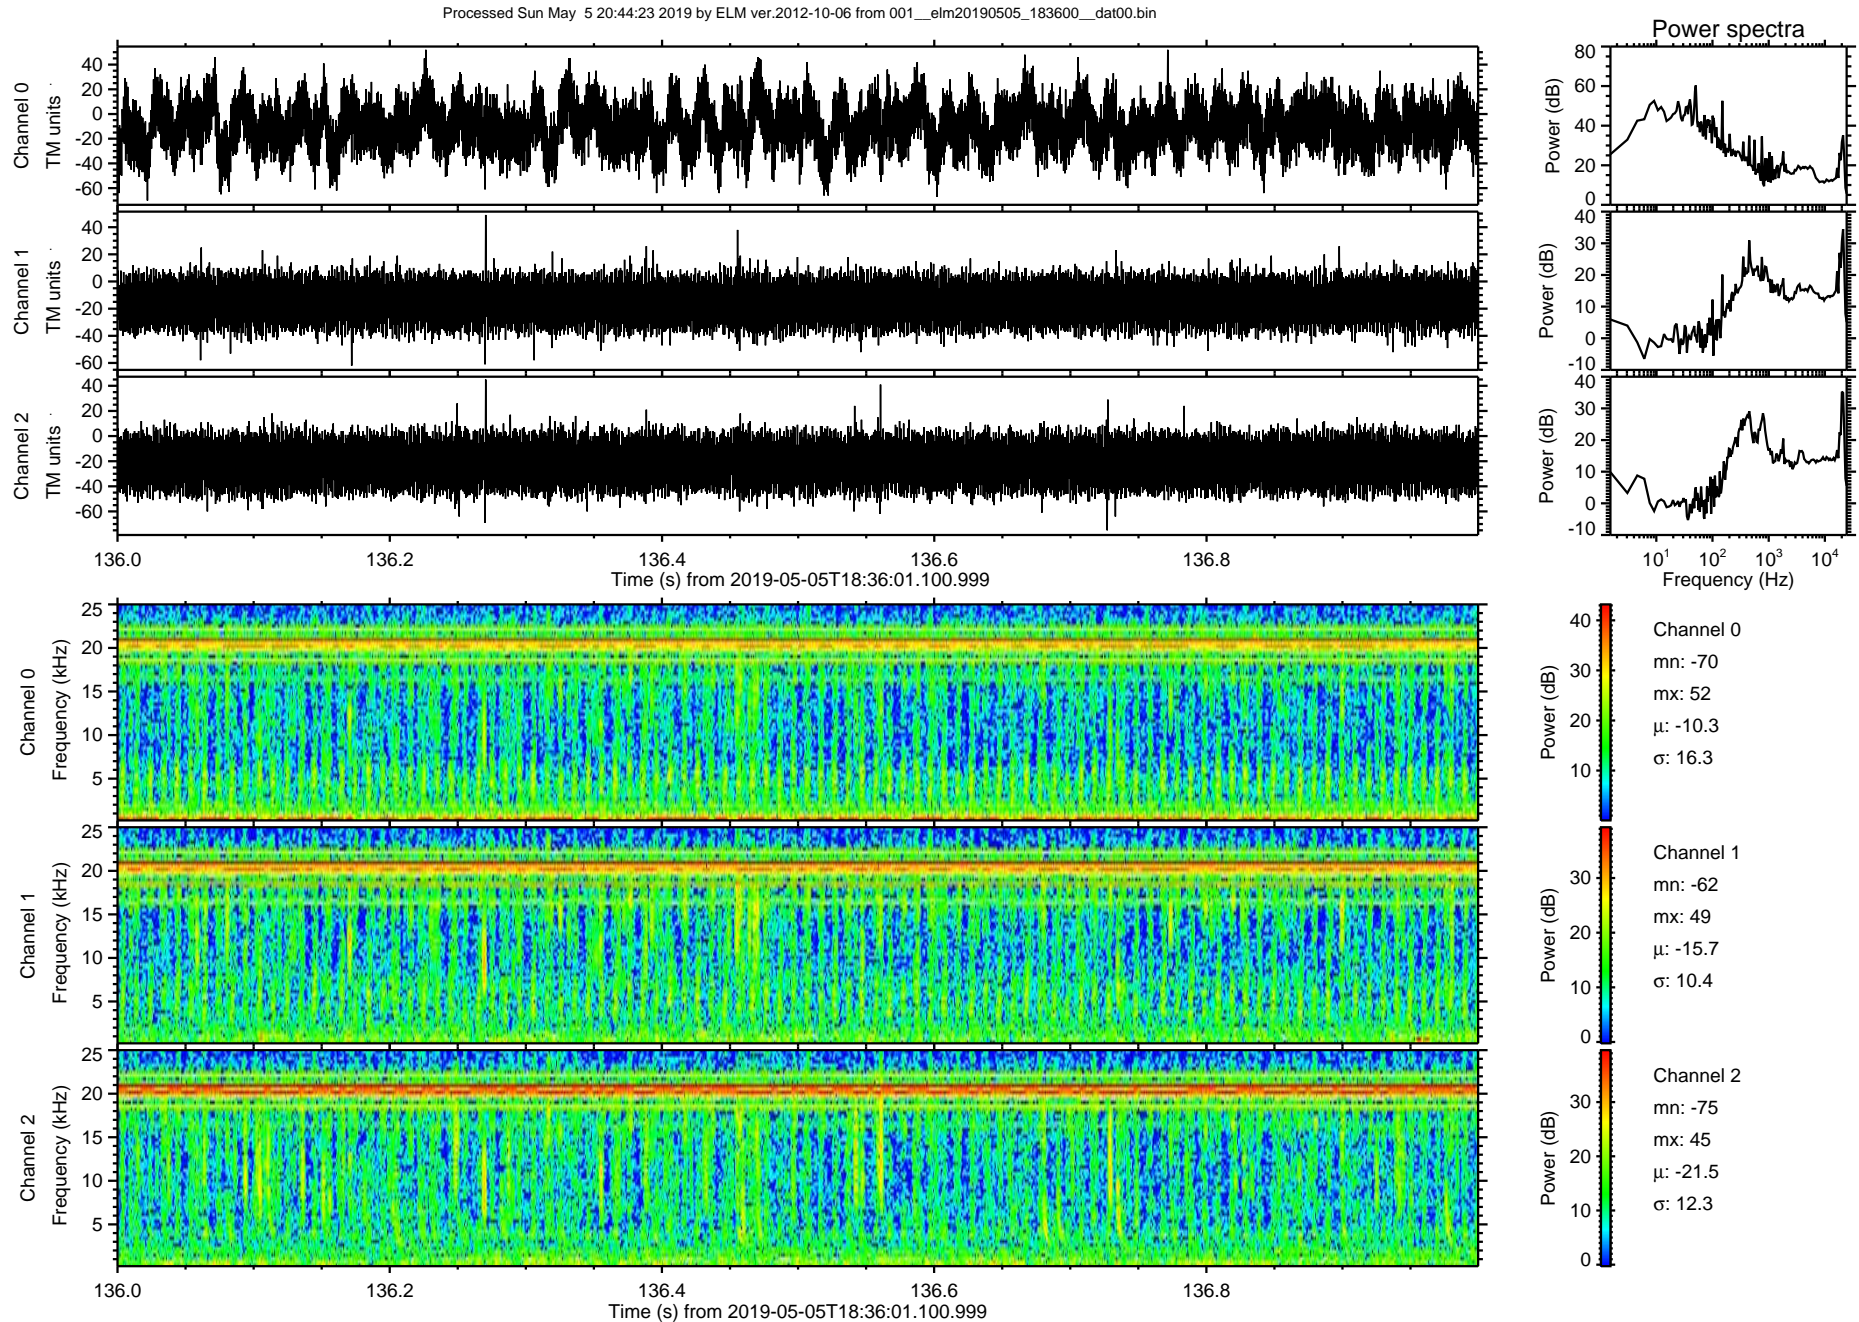 Processed Sun May  5 20:44:23 2019 by ELM ver.2012-10-06 from 001__elm20190505_183600__dat00.bin
Power spectra
Channel 0
TM units
40
20
0
-20
-40
-60
Power (dB)
80
60
40
20
0
Channel 1
TM units
40
20
0
-20
-40
-60
Power (dB)
40
30
20
10
0
-10
Channel 2
TM units
40
20
0
-20
-40
-60
Power (dB)
40
30
20
10
0
-10
136.0 136.2 136.4 136.6 136.8
Time (s) from 2019-05-05T18:36:01.100.999
10¹ 10² 10³ 10⁴
Frequency (Hz)
Channel 0
Frequency (kHz)
25
20
15
10
5
Power (dB)
40
30
20
10
Channel 0
mn: -70
mx: 52
μ: -10.3
σ: 16.3
Channel 1
Frequency (kHz)
25
20
15
10
5
Power (dB)
30
20
10
0
Channel 1
mn: -62
mx: 49
μ: -15.7
σ: 10.4
Channel 2
Frequency (kHz)
25
20
15
10
5
Power (dB)
30
20
10
0
Channel 2
mn: -75
mx: 45
μ: -21.5
σ: 12.3
136.0 136.2 136.4 136.6 136.8
Time (s) from 2019-05-05T18:36:01.100.999